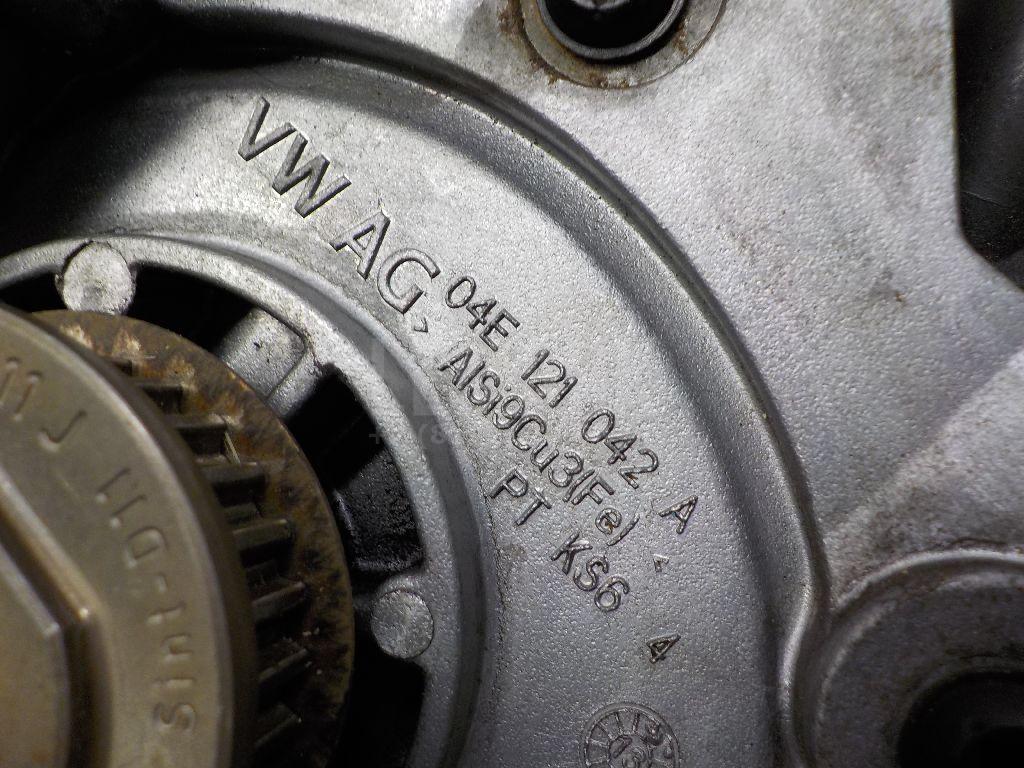 VW AG
04E 121 042 A
>AlSi9Cu3(Fe)<
PT KS6 4